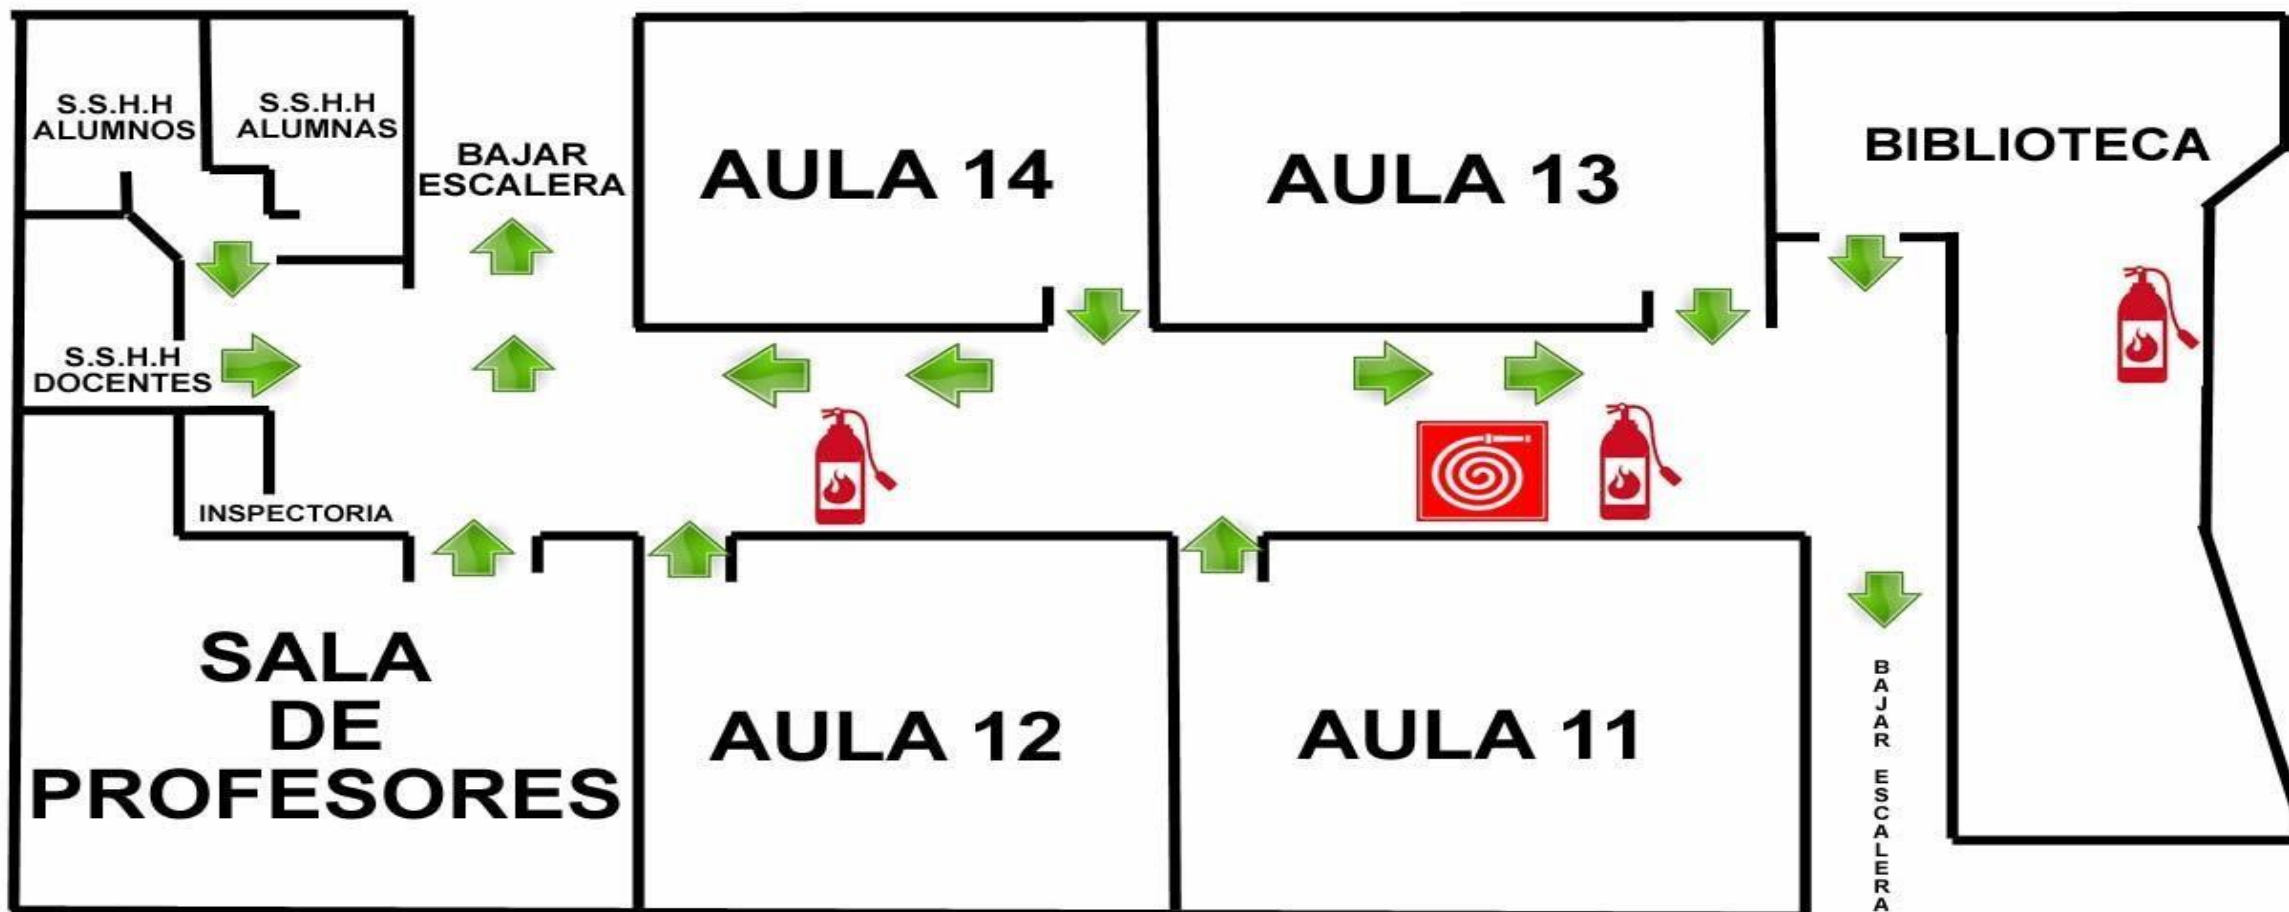 S.S.H.H
ALUMNOS
S.S.H.H
ALUMNAS
BAJAR
ESCALERA
AULA 14
AULA 13
BIBLIOTECA
S.S.H.H
DOCENTES
INSPECTORIA
SALA
DE
PROFESORES
AULA 12
AULA 11
BAJAR ESCALERA